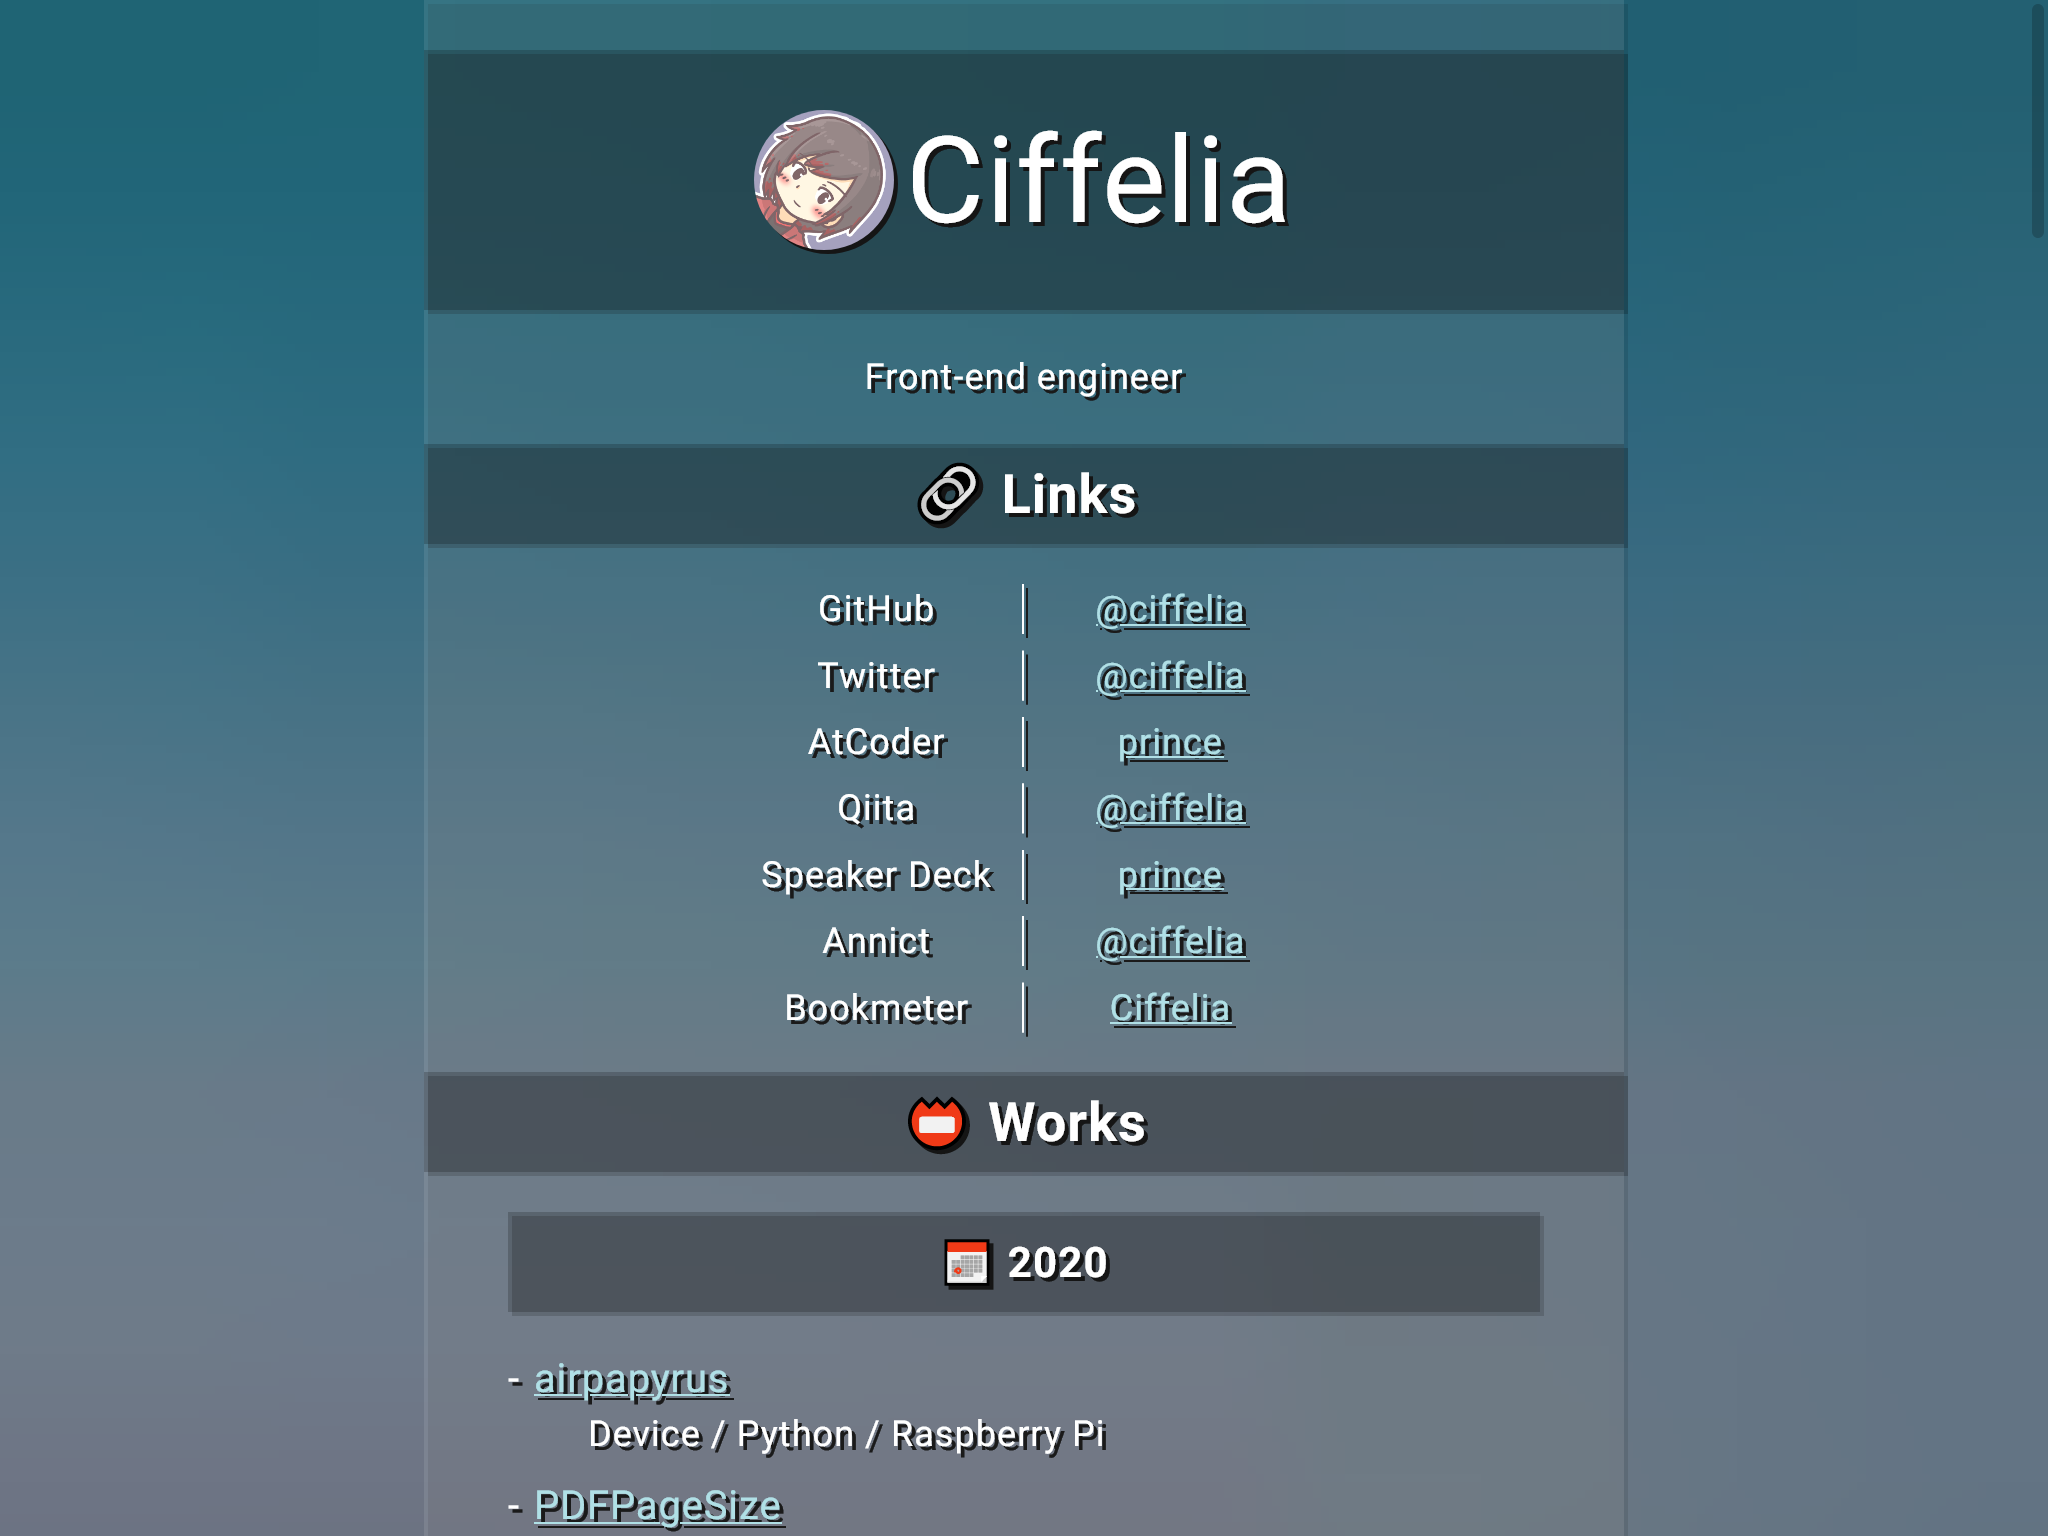 Ciffelia
Front-end engineer
Links
GitHub @ciffelia
Twitter @ciffelia
AtCoder prince
Qiita @ciffelia
Speaker Deck prince
Annict @ciffelia
Bookmeter Ciffelia
Works
2020
- airpapyrus
Device / Python / Raspberry Pi
- PDFPageSize